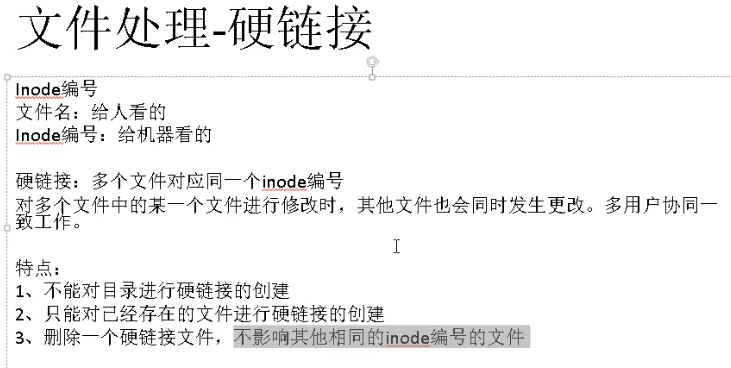 文件处理-硬链接
Inode编号
文件名：给人看的
Inode编号：给机器看的
硬链接：多个文件对应同一个inode编号
对多个文件中的某一个文件进行修改时，其他文件也会同时发生更改。多用户协同一
致工作。
特点：
1、不能对目录进行硬链接的创建
2、只能对已经存在的文件进行硬链接的创建
3、删除一个硬链接文件，不影响其他相同的inode编号的文件